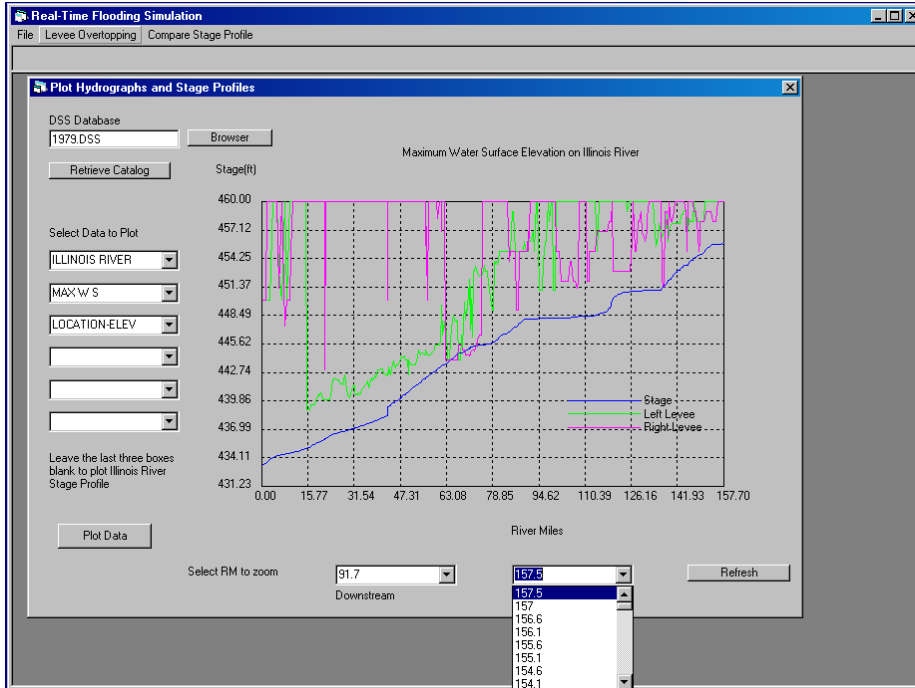 Real-Time Flooding Simulation
File Levee Overtopping Compare Stage Profile
Plot Hydrographs and Stage Profiles
DSS Database
1979.DSS
Browser
Retrieve Catalog
Select Data to Plot
ILLINOIS RIVER
MAX W S
LOCATION-ELEV
Leave the last three boxes
blank to plot Illinois River
Stage Profile
Plot Data
Maximum Water Surface Elevation on Illinois River
Stage(ft)
460.00
457.12
454.25
451.37
448.49
445.62
442.74
439.86
436.99
434.11
431.23
0.00 15.77 31.54 47.31 63.08 78.85 94.62 110.39 126.16 141.93 157.70
Stage
Left Levee
Right Levee
River Miles
Select RM to zoom
91.7
Downstream
157.5
Refresh
157.5
157
156.6
156.1
155.6
155.1
154.6
154.1